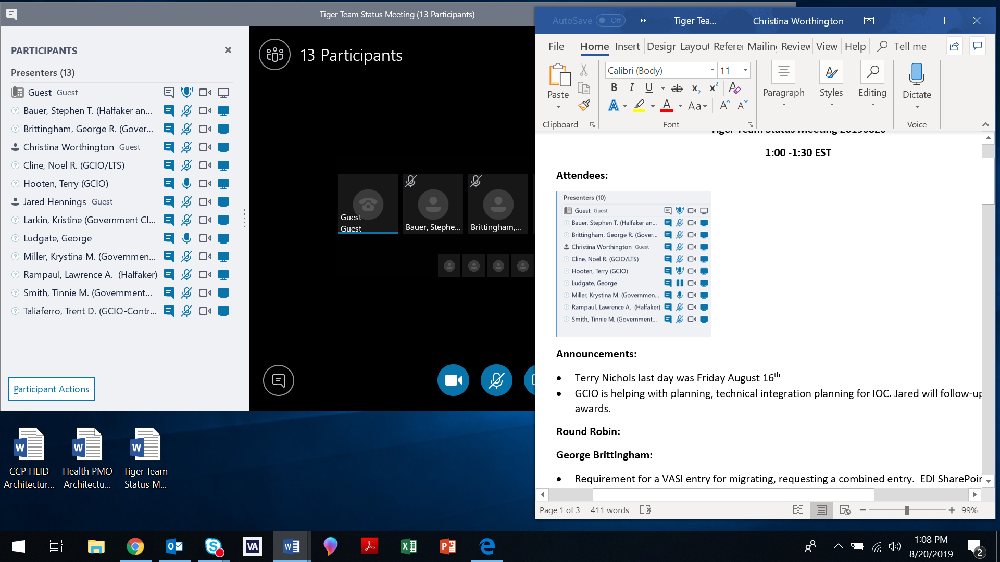 Tiger Team Status Meeting (13 Participants)
PARTICIPANTS
Presenters (13)
Guest Guest
Bauer, Stephen T. (Halfaker an...
Brittingham, George R. (Gover...
Christina Worthington Guest
Cline, Noel R. (GCIO/LTS)
Hooten, Terry (GCIO)
Jared Hennings Guest
Larkin, Kristine (Government CI...
Ludgate, George
Miller, Krystina M. (Governmen...
Rampaul, Lawrence A. (Halfaker)
Smith, Tinnie M. (Government...
Taliaferro, Trent D. (GCIO-Contr...
Participant Actions
13 Participants
Guest
Guest
Bauer, Stephe...
Brittingham,...
AutoSave Off
Tiger Tea...
Christina Worthington
File Home Insert Design Layout Referen Mailin Review View Help Tell me
Paste
Clipboard
Calibri (Body) 11
B I U ab x2 x2
A A Aa A A
Font
Paragraph
Styles
Editing
Dictate
Voice
Tiger Team Status Meeting 20190820
1:00 -1:30 EST
Attendees:
Presenters (10)
Guest Guest
Bauer, Stephen T. (Halfaker an...
Brittingham, George R. (Gover...
Christina Worthington Guest
Cline, Noel R. (GCIO/LTS)
Hooten, Terry (GCIO)
Ludgate, George
Miller, Krystina M. (Governmen...
Rampaul, Lawrence A. (Halfaker)
Smith, Tinnie M. (Government...
Announcements:
• Terry Nichols last day was Friday August 16th
• GCIO is helping with planning, technical integration planning for IOC. Jared will follow-up
awards.
Round Robin:
George Brittingham:
• Requirement for a VASI entry for migrating, requesting a combined entry. EDI SharePoin
Page 1 of 3 411 words
99%
CCP HLID
Architectur...
Health PMO
Architectu...
Tiger Team
Status M...
VA
1:08 PM
8/20/2019
2